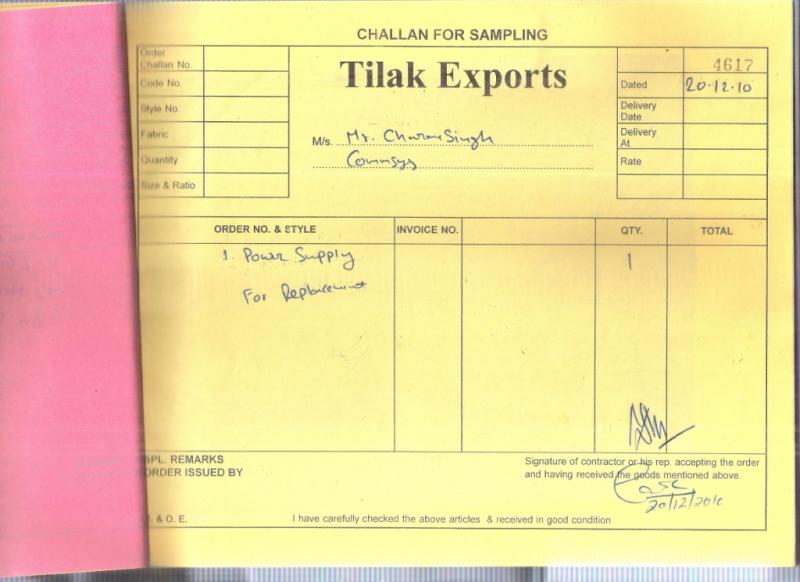 CHALLAN FOR SAMPLING
Order
Challan No.
Code No.
Style No.
Fabric
Quantity
Size & Ratio
Tilak Exports
M/s. Mr. Charan Singh
Commsys
4617
Dated 20.12.10
Delivery
Date
Delivery
At
Rate
ORDER NO. & STYLE INVOICE NO. QTY. TOTAL
1. Power Supply 1
For Replacement
SPL. REMARKS
ORDER ISSUED BY
Signature of contractor or his rep. accepting the order
and having received the goods mentioned above.
20/12/2010
& O. E. I have carefully checked the above articles & received in good condition